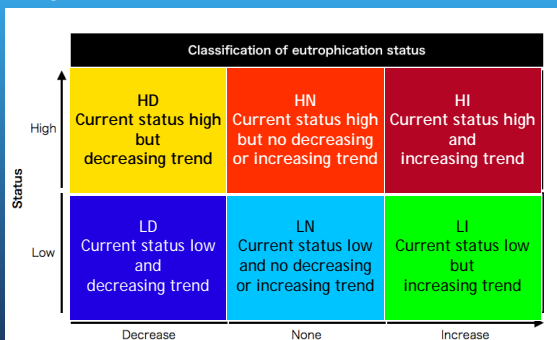 Classification of eutrophication status
High
HD
Current status high
but
decreasing trend
HN
Current status high
but no decreasing
or increasing trend
HI
Current status high
and
increasing trend
Status
Low
LD
Current status low
and
decreasing trend
LN
Current status low
and no decreasing
or increasing trend
LI
Current status low
but
increasing trend
Decrease
None
Increase